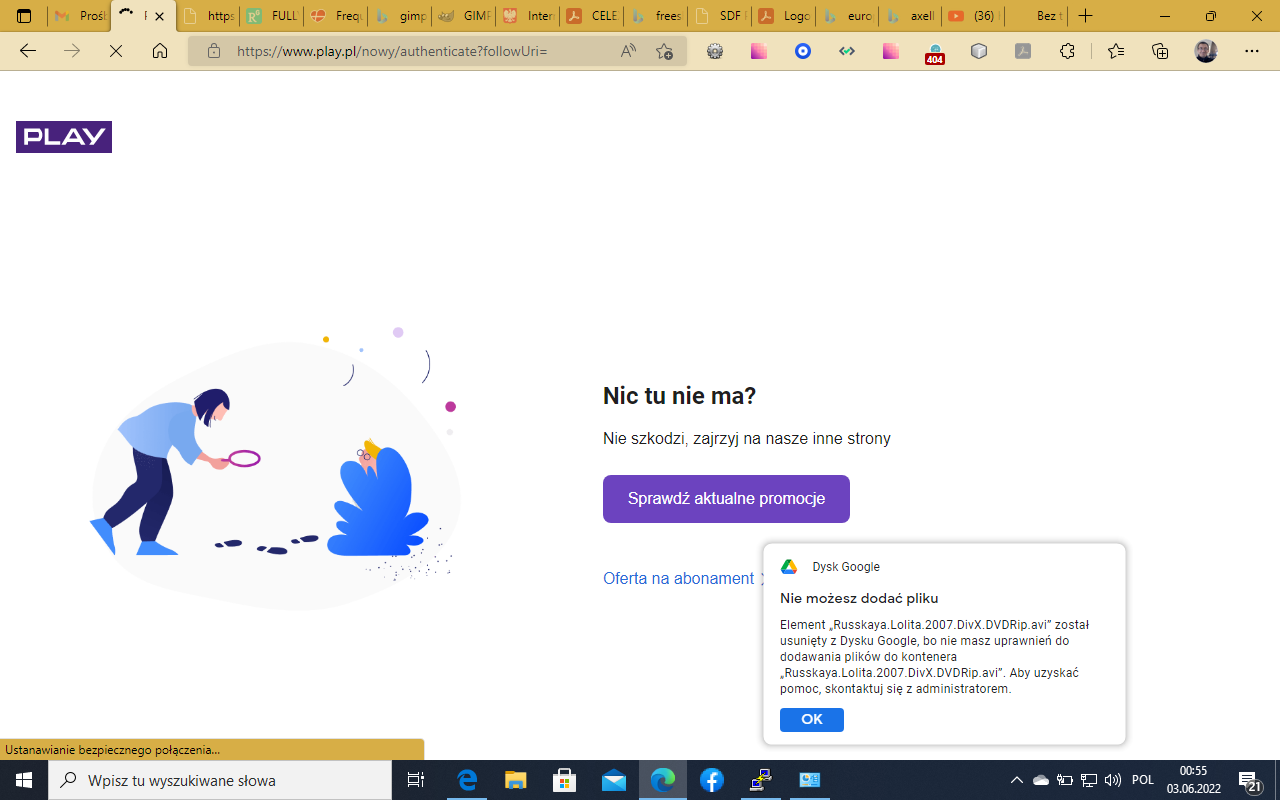 Prośb
F
https
FULL
Frequ
gimp
GIMP
Intern
CELE
frees
SDF F
Logo
euro
axell
(36)
Bez t
https://www.play.pl/nowy/authenticate?followUri=
404
PLAY
Nic tu nie ma?
Nie szkodzi, zajrzyj na nasze inne strony
Sprawdź aktualne promocje
Oferta na abonament
Dysk Google
Nie możesz dodać pliku
Element „Russkaya.Lolita.2007.DivX.DVDRip.avi” został
usunięty z Dysku Google, bo nie masz uprawnień do
dodawania plików do kontenera
„Russkaya.Lolita.2007.DivX.DVDRip.avi”. Aby uzyskać
pomoc, skontaktuj się z administratorem.
OK
Ustanawianie bezpiecznego połączenia...
Wpisz tu wyszukiwane słowa
POL
00:55
03.06.2022
21